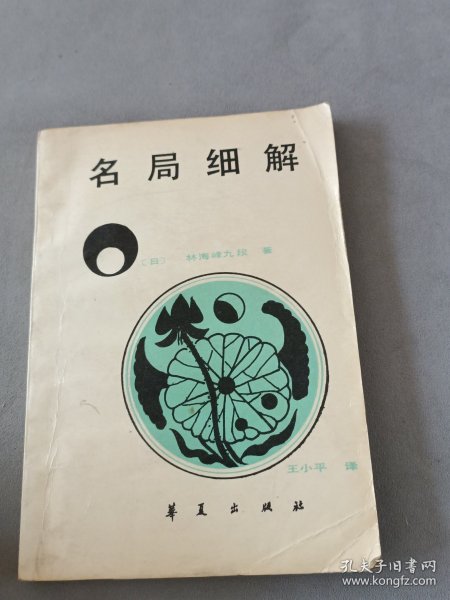 名局细解
〔日〕 林海峰九段 著
王小平 译
华夏出版社
孔夫子旧书网
www.kongfz.com